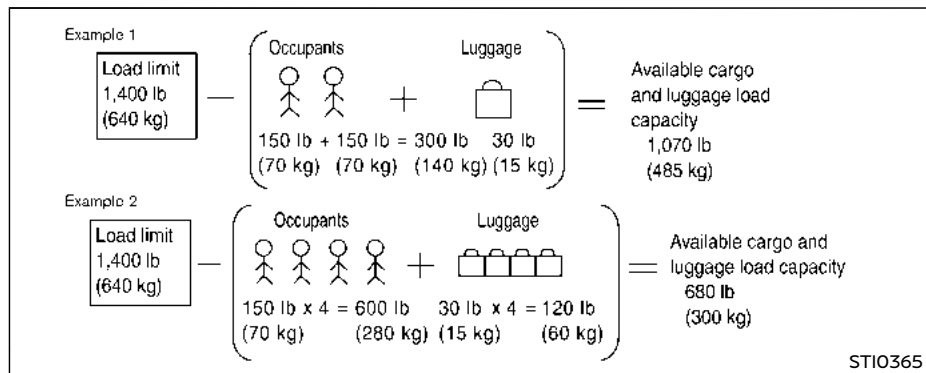 Example 1
Load limit
1,400 lb
(640 kg)
Occupants
Luggage
150 lb + 150 lb = 300 lb 30 lb
(70 kg) (70 kg) (140 kg) (15 kg)
Available cargo
and luggage load
capacity
1,070 lb
(485 kg)
Example 2
Load limit
1,400 lb
(640 kg)
Occupants
Luggage
150 lb x 4 = 600 lb 30 lb x 4 = 120 lb
(70 kg) (280 kg) (15 kg) (60 kg)
Available cargo and
luggage load capacity
680 lb
(300 kg)
STI0365